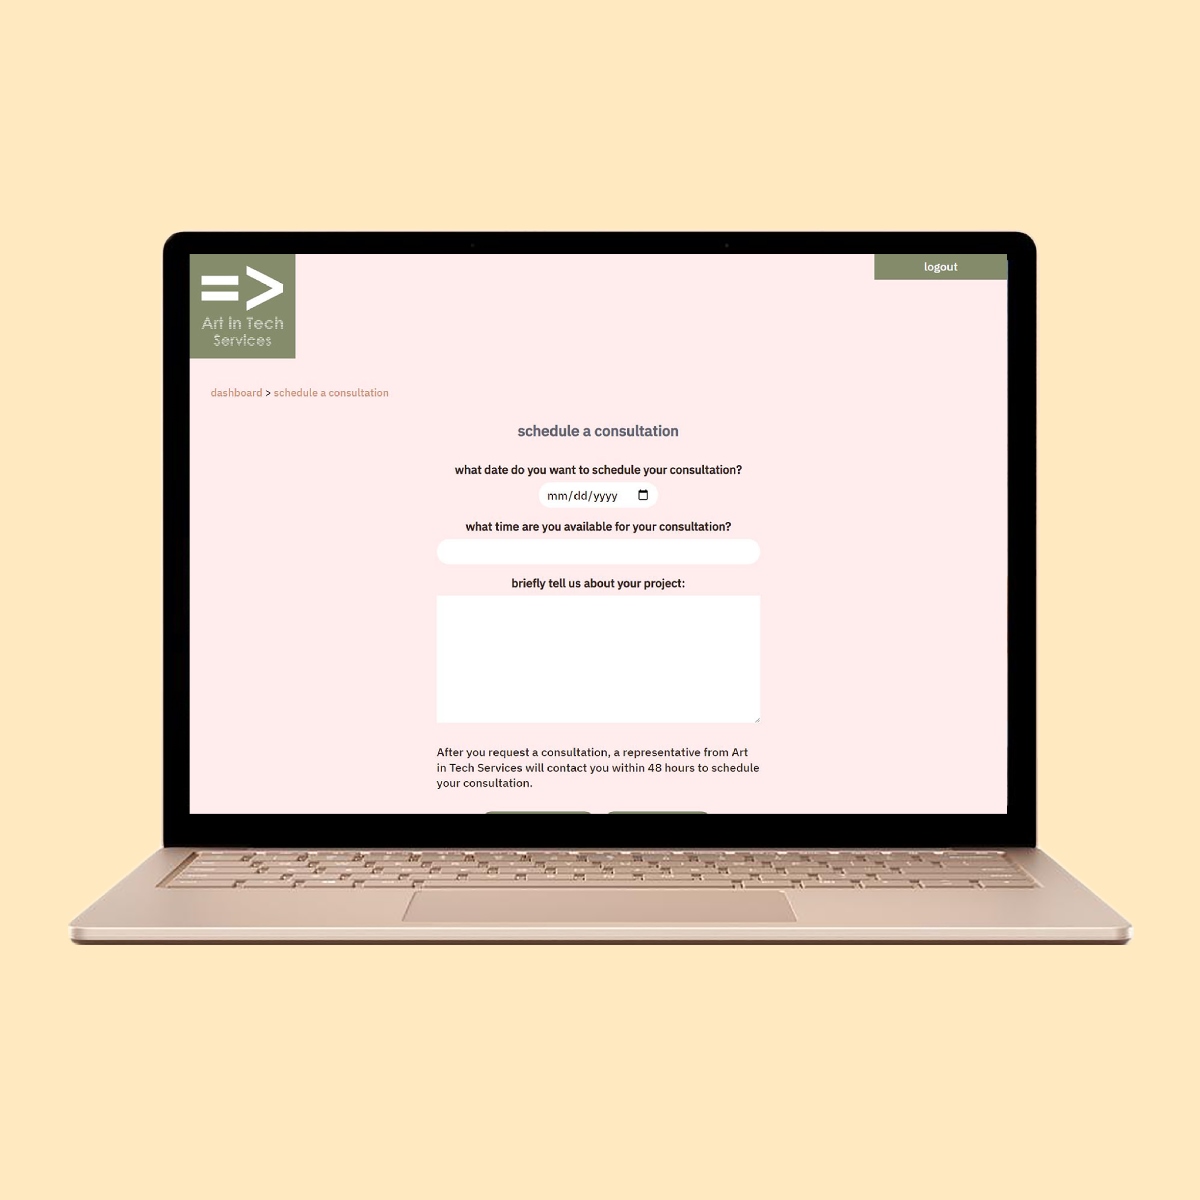 =>
Art in Tech
Services
logout
dashboard > schedule a consultation
schedule a consultation
what date do you want to schedule your consultation?
mm/dd/yyyy
what time are you available for your consultation?
briefly tell us about your project:
After you request a consultation, a representative from Art
in Tech Services will contact you within 48 hours to schedule
your consultation.